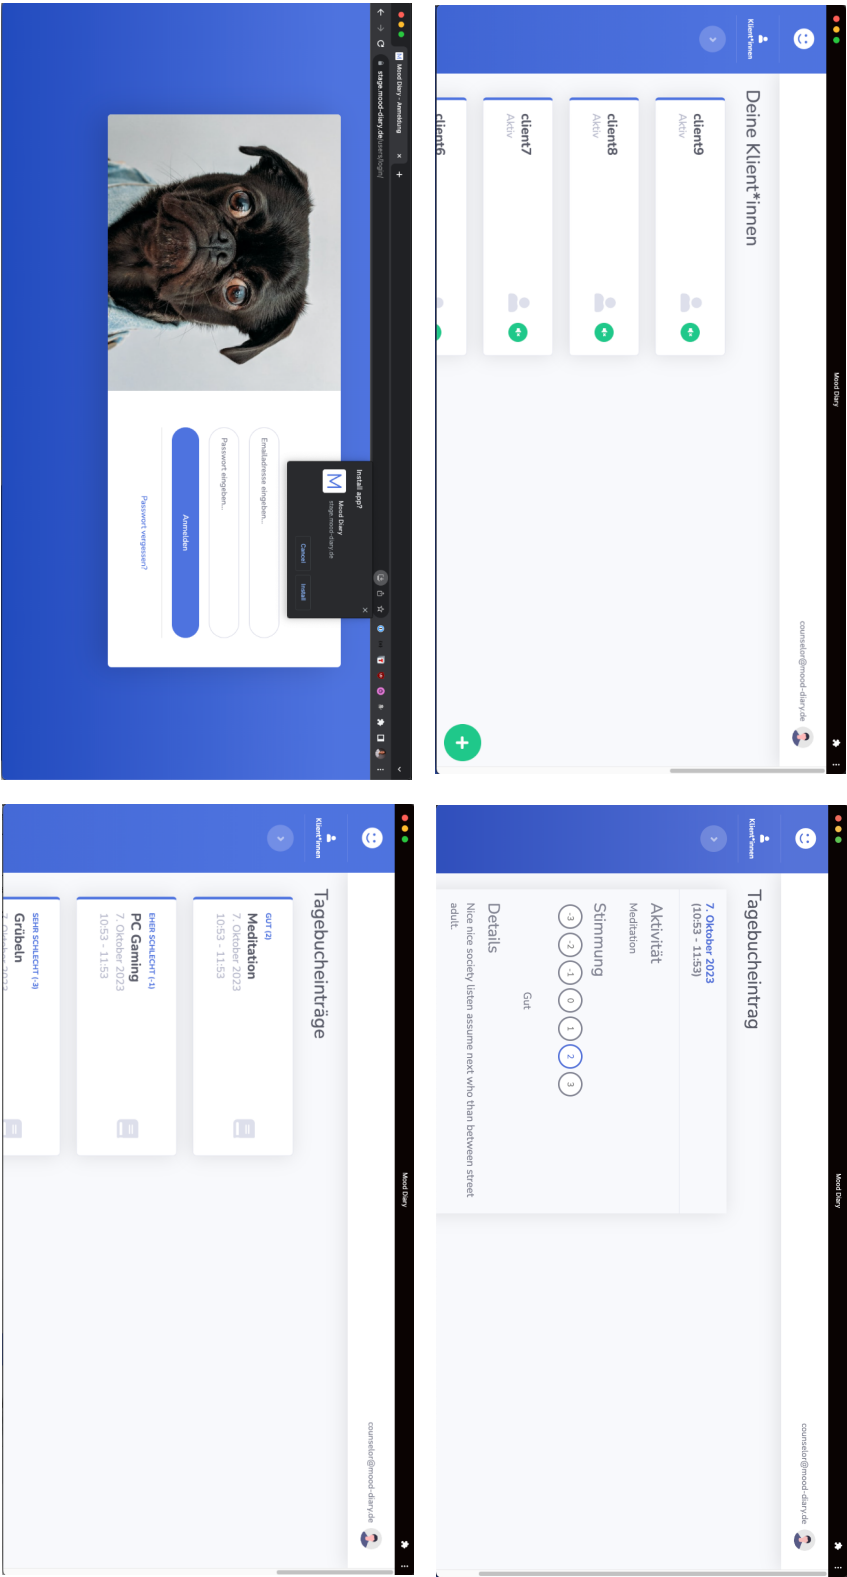 Mood Diary - Anmeldung
stage.mood-diary.de/users/login/
Install app?
Mood Diary
stage.mood-diary.de
Cancel
Install
Emailadresse eingeben...
Passwort eingeben...
Anmelden
Passwort vergessen?
Mood Diary
counselor@mood-diary.de
Klient*innen
Deine Klient*innen
client9
Aktiv
client8
Aktiv
client7
Aktiv
client6
Mood Diary
counselor@mood-diary.de
Klient*innen
Tagebucheinträge
GUT (2)
Meditation
7. Oktober 2023
10:53 - 11:53
EHER SCHLECHT (-1)
PC Gaming
7. Oktober 2023
10:53 - 11:53
SEHR SCHLECHT (-3)
Grübeln
7. Oktober 2023
Mood Diary
counselor@mood-diary.de
Klient*innen
Tagebucheintrag
7. Oktober 2023
(10:53 - 11:53)
Aktivität
Meditation
Stimmung
-3 -2 -1 0 1 2 3
Gut
Details
Nice nice society listen assume next who than between street
adult.